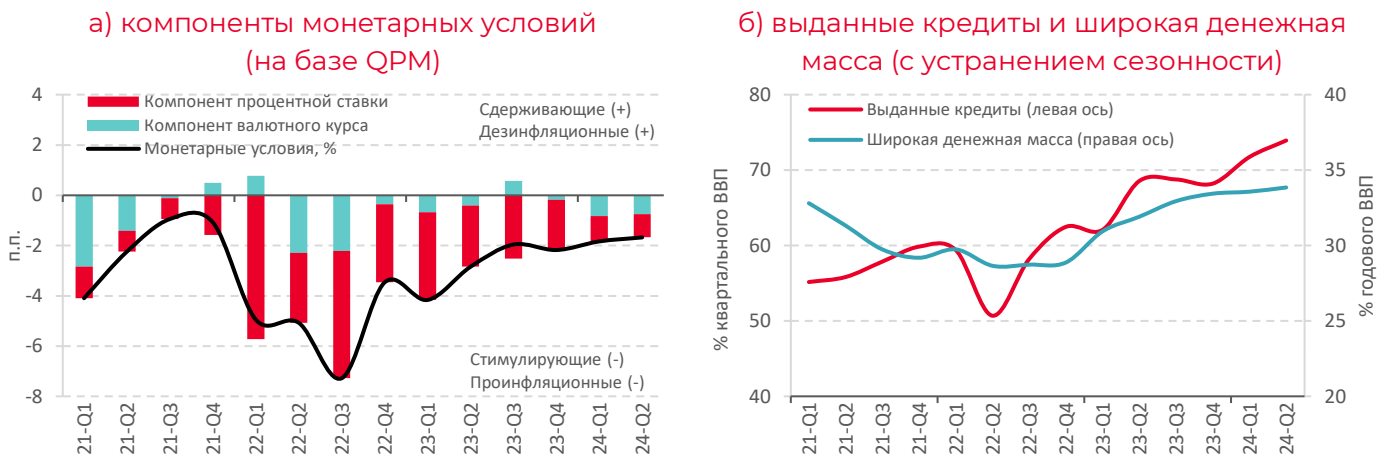 а) компоненты монетарных условий
(на базе QPM)
4
2
0
-2
-4
-6
-8
п.п.
Компонент процентной ставки
Компонент валютного курса
Монетарные условия, %
Сдерживающие (+)
Дезинфляционные (+)
Стимулирующие (-)
Проинфляционные (-)
21-Q1
21-Q2
21-Q3
21-Q4
22-Q1
22-Q2
22-Q3
22-Q4
23-Q1
23-Q2
23-Q3
23-Q4
24-Q1
24-Q2
б) выданные кредиты и широкая денежная
масса (с устранением сезонности)
80
70
60
50
40
% квартального ВВП
Выданные кредиты (левая ось)
Широкая денежная масса (правая ось)
40
35
30
25
20
% годового ВВП
21-Q1
21-Q2
21-Q3
21-Q4
22-Q1
22-Q2
22-Q3
22-Q4
23-Q1
23-Q2
23-Q3
23-Q4
24-Q1
24-Q2